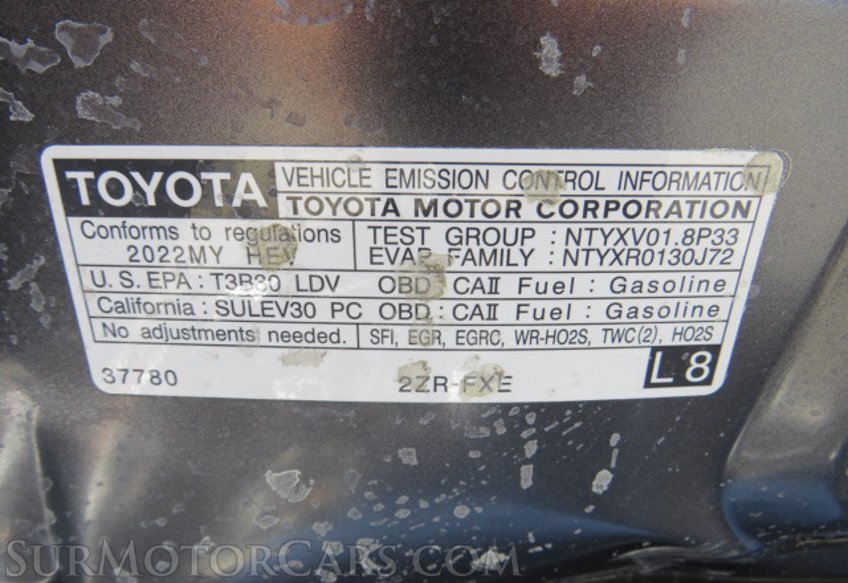 TOYOTA VEHICLE EMISSION CONTROL INFORMATION
TOYOTA MOTOR CORPORATION
Conforms to regulations
2022MY HEV
TEST GROUP : NTYXV01.8P33
EVAP. FAMILY : NTYXR0130J72
U.S. EPA : T3B30 LDV OBD : CAII Fuel : Gasoline
California : SULEV30 PC OBD : CAII Fuel : Gasoline
No adjustments needed. SFI, EGR, EGRC, WR-HO2S, TWC(2), HO2S
37780 2ZR-FXE L 8
SurMotorCars.com